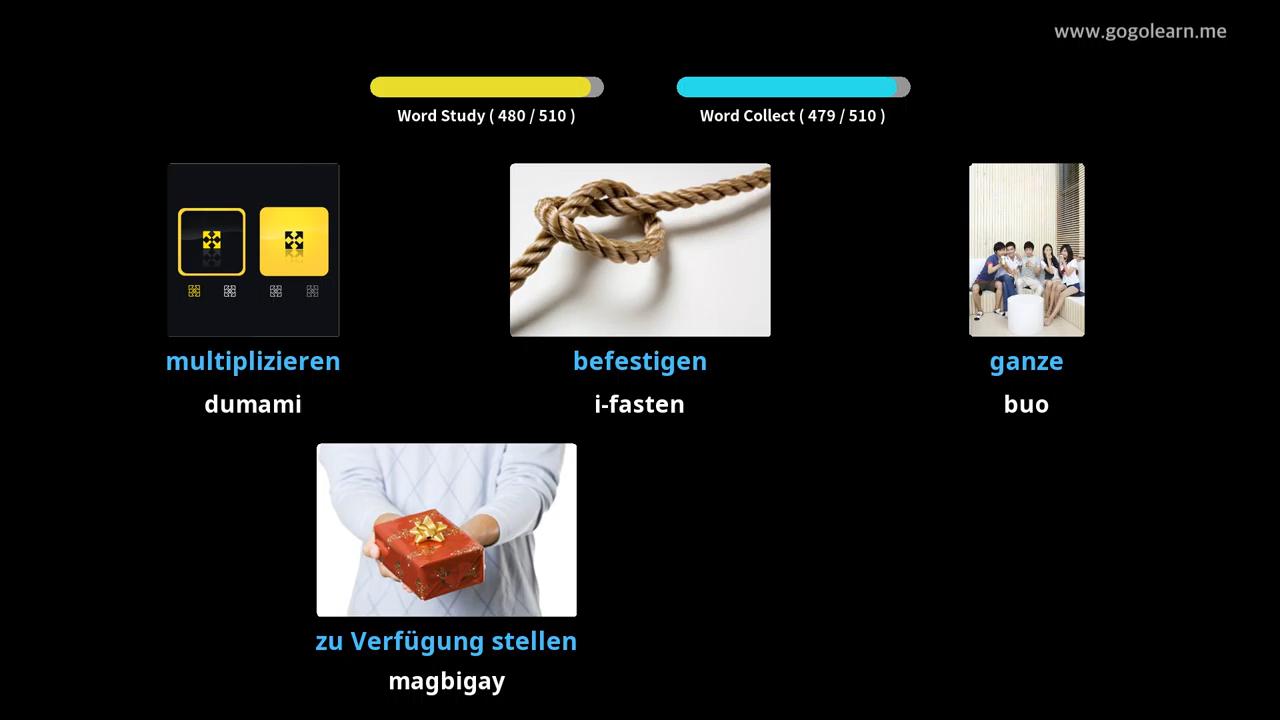 www.gogolearn.me
Word Study ( 480 / 510 )
Word Collect ( 479 / 510 )
multiplizieren
dumami
befestigen
i-fasten
ganze
buo
zu Verfügung stellen
magbigay